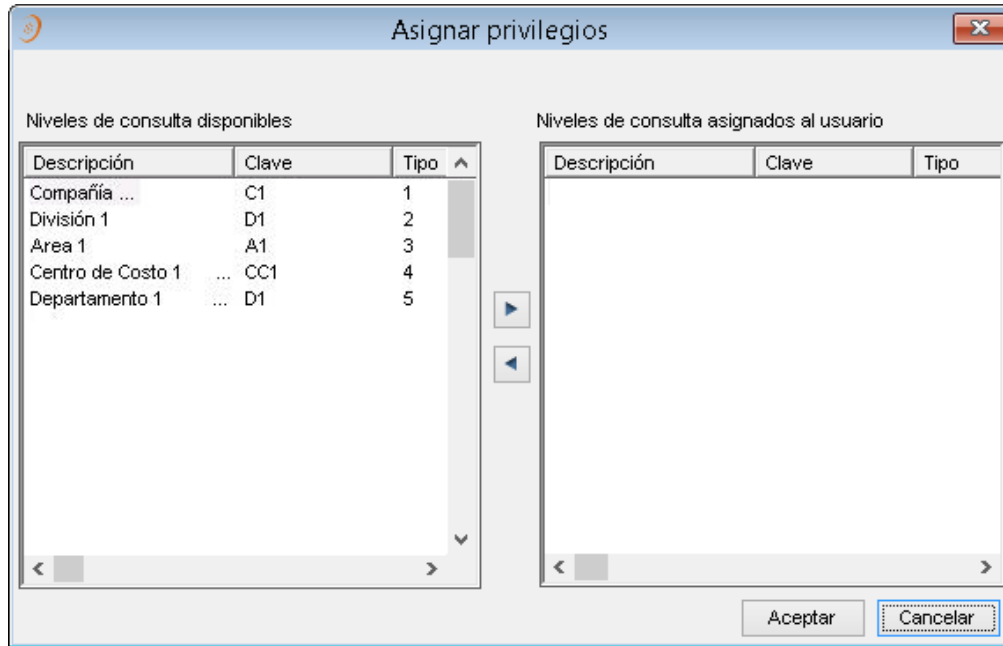 Asignar privilegios
Niveles de consulta disponibles
Descripción Clave Tipo
Compañía ... C1 1
División 1 D1 2
Area 1 A1 3
Centro de Costo 1 ... CC1 4
Departamento 1 ... D1 5
Niveles de consulta asignados al usuario
Descripción Clave Tipo
Aceptar Cancelar